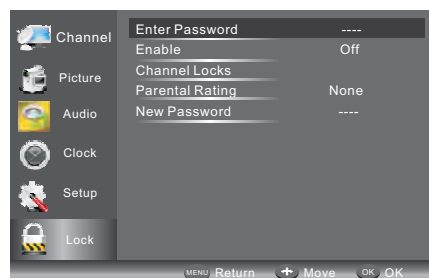 Channel
Picture
Audio
Clock
Setup
Lock
Enter Password ----
Enable Off
Channel Locks
Parental Rating None
New Password ----
MENU Return Move OK OK